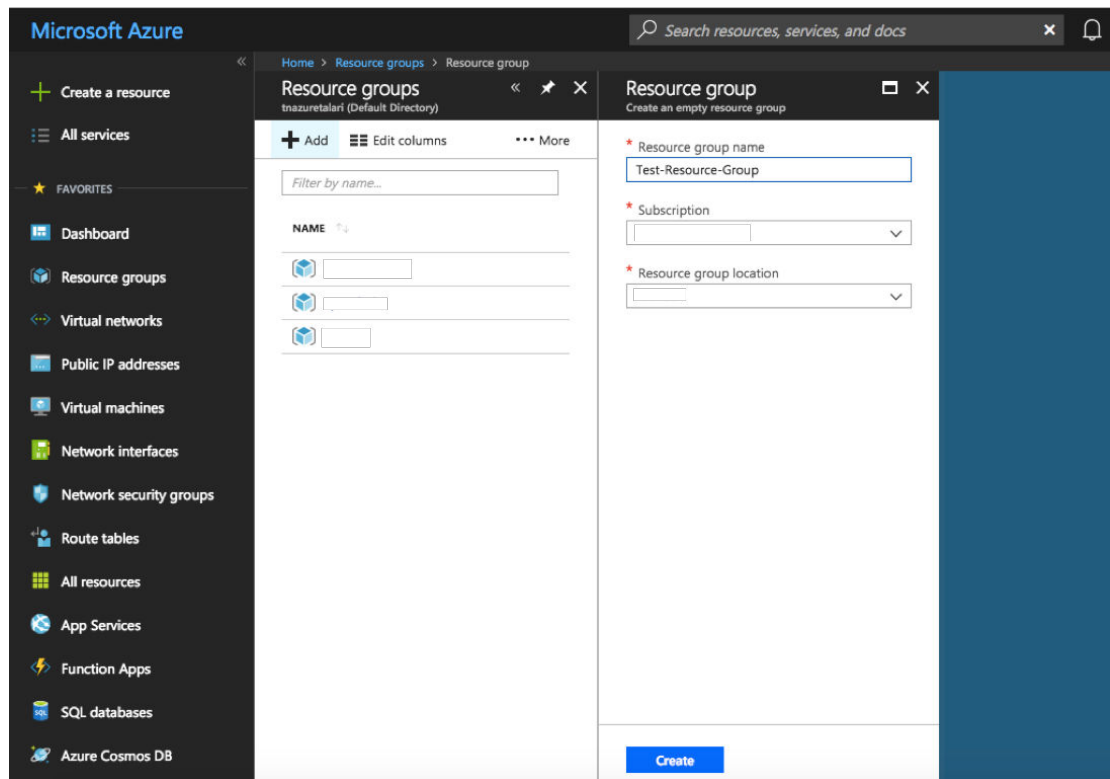 Microsoft Azure
Search resources, services, and docs
Create a resource
All services
FAVORITES
Dashboard
Resource groups
Virtual networks
Public IP addresses
Virtual machines
Network interfaces
Network security groups
Route tables
All resources
App Services
Function Apps
SQL databases
Azure Cosmos DB
Home > Resource groups > Resource group
Resource groups
tnazuretalari (Default Directory)
Add Edit columns ••• More
Filter by name...
NAME
Resource group
Create an empty resource group
* Resource group name
Test-Resource-Group
* Subscription
* Resource group location
Create